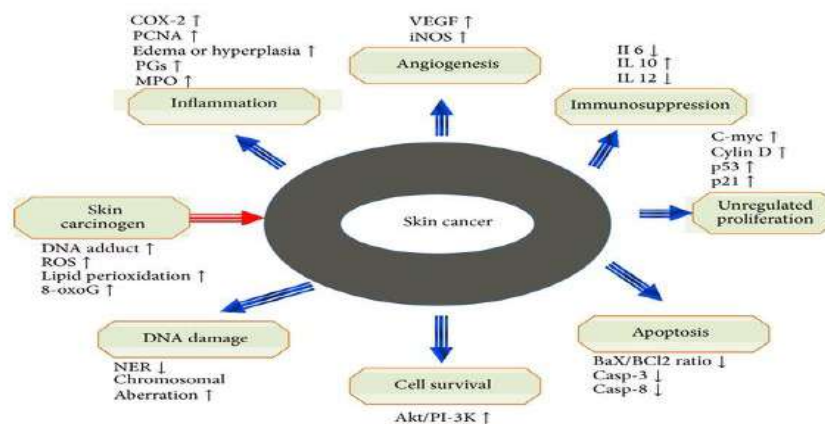 COX-2 ↑
PCNA ↑
Edema or hyperplasia ↑
PGs ↑
MPO ↑
Inflammation
VEGF ↑
iNOS ↑
Angiogenesis
II 6 ↓
IL 10 ↑
IL 12 ↓
Immunosuppression
C-myc ↑
Cylin D ↑
p53 ↑
p21 ↑
Unregulated
proliferation
Skin
carcinogen
DNA adduct ↑
ROS ↑
Lipid perioxidation ↑
8-oxoG ↑
Skin cancer
DNA damage
NER ↓
Chromosomal
Aberration ↑
Cell survival
Akt/PI-3K ↑
Apoptosis
BaX/BCl2 ratio ↓
Casp-3 ↓
Casp-8 ↓